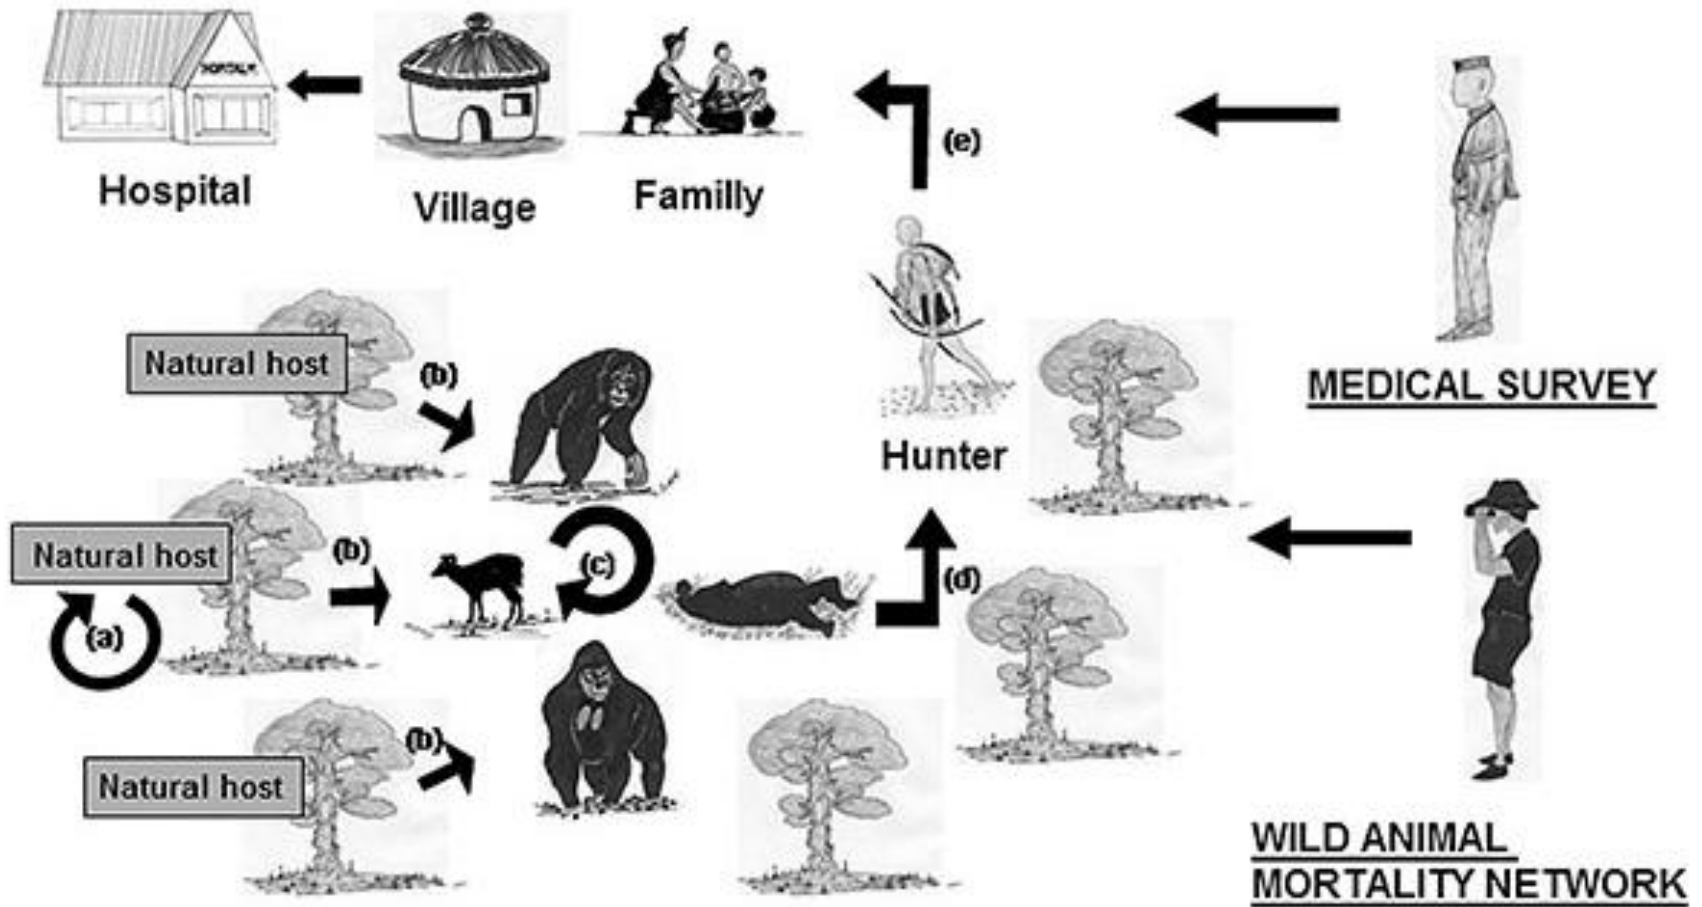 Hospital
Village
Familly
(e)
MEDICAL SURVEY
Natural host
(b)
Hunter
Natural host
(b)
(c)
(d)
(a)
Natural host
(b)
WILD ANIMAL
MORTALITY NETWORK